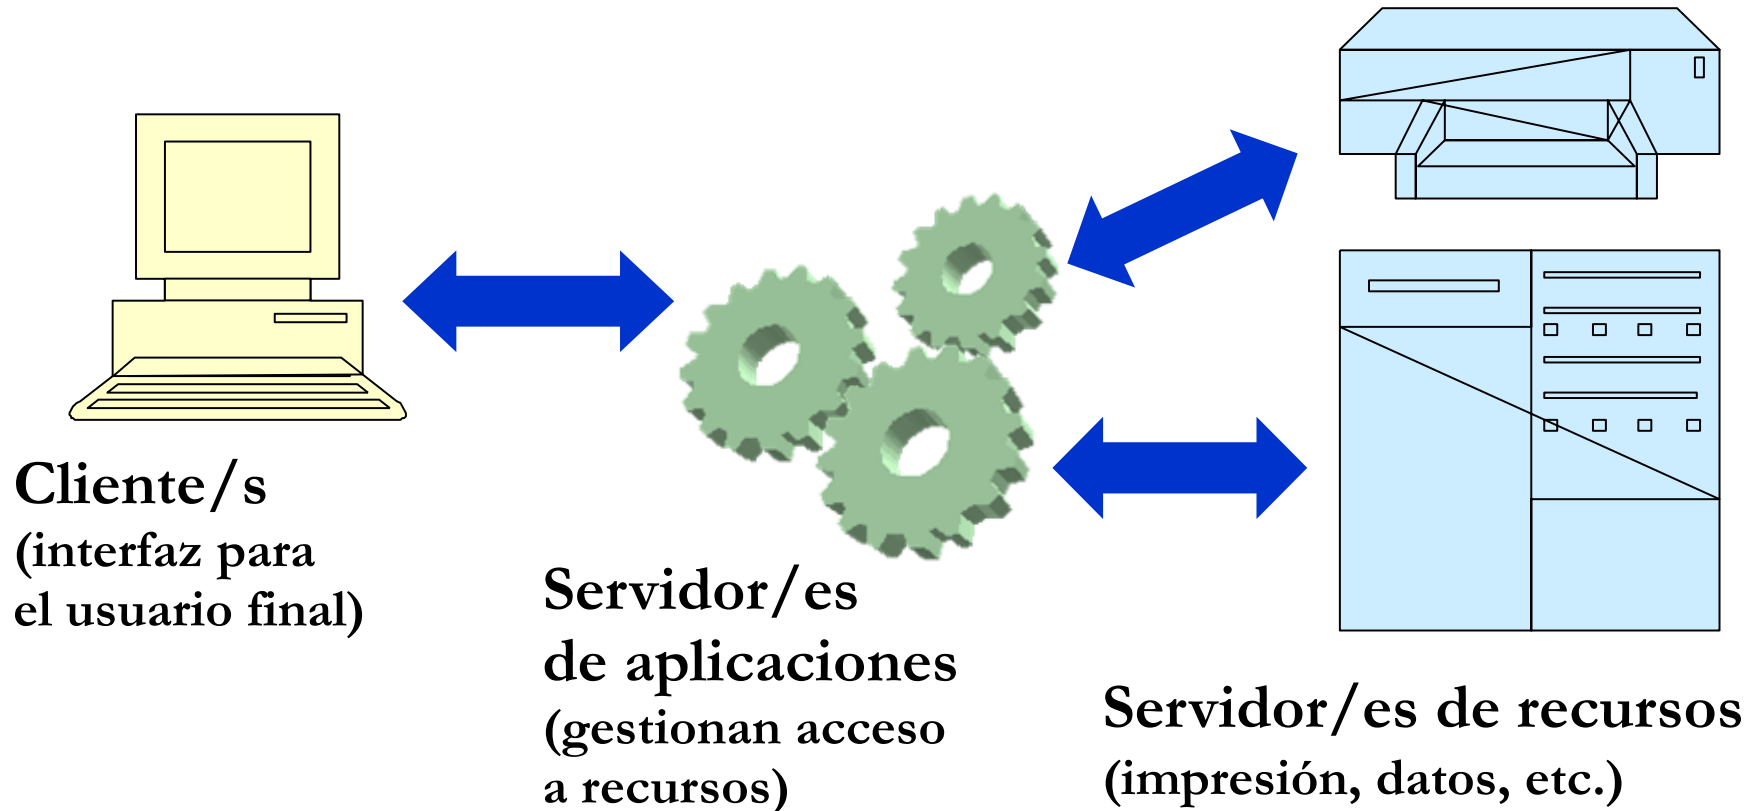 Cliente/s
(interfaz para
el usuario final)
Servidor/es
de aplicaciones
(gestionan acceso
a recursos)
Servidor/es de recursos
(impresión, datos, etc.)